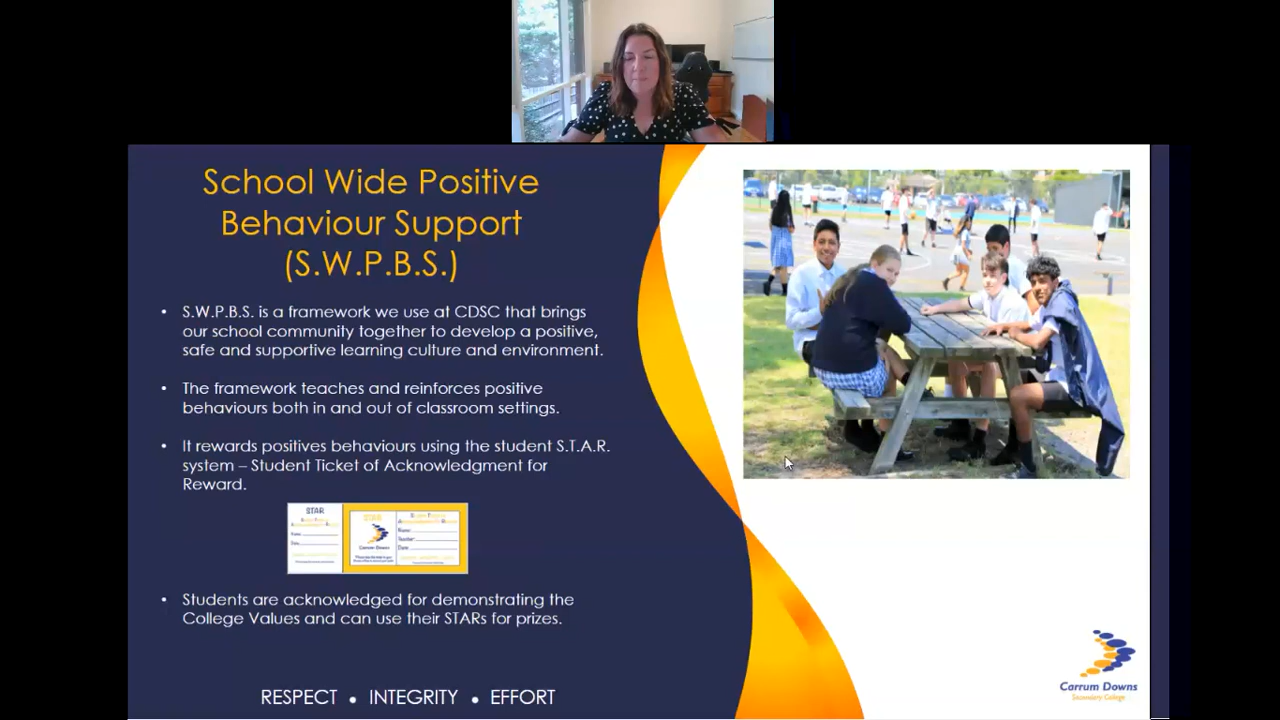 School Wide Positive
Behaviour Support
(S.W.P.B.S.)
• S.W.P.B.S. is a framework we use at CDSC that brings
our school community together to develop a positive,
safe and supportive learning culture and environment.
• The framework teaches and reinforces positive
behaviours both in and out of classroom settings.
• It rewards positives behaviours using the student S.T.A.R.
system – Student Ticket of Acknowledgment for
Reward.
STAR
STAR
Carrum Downs
Name:
Teacher:
Date:
• Students are acknowledged for demonstrating the
College Values and can use their STARs for prizes.
RESPECT • INTEGRITY • EFFORT
Carrum Downs
Secondary College